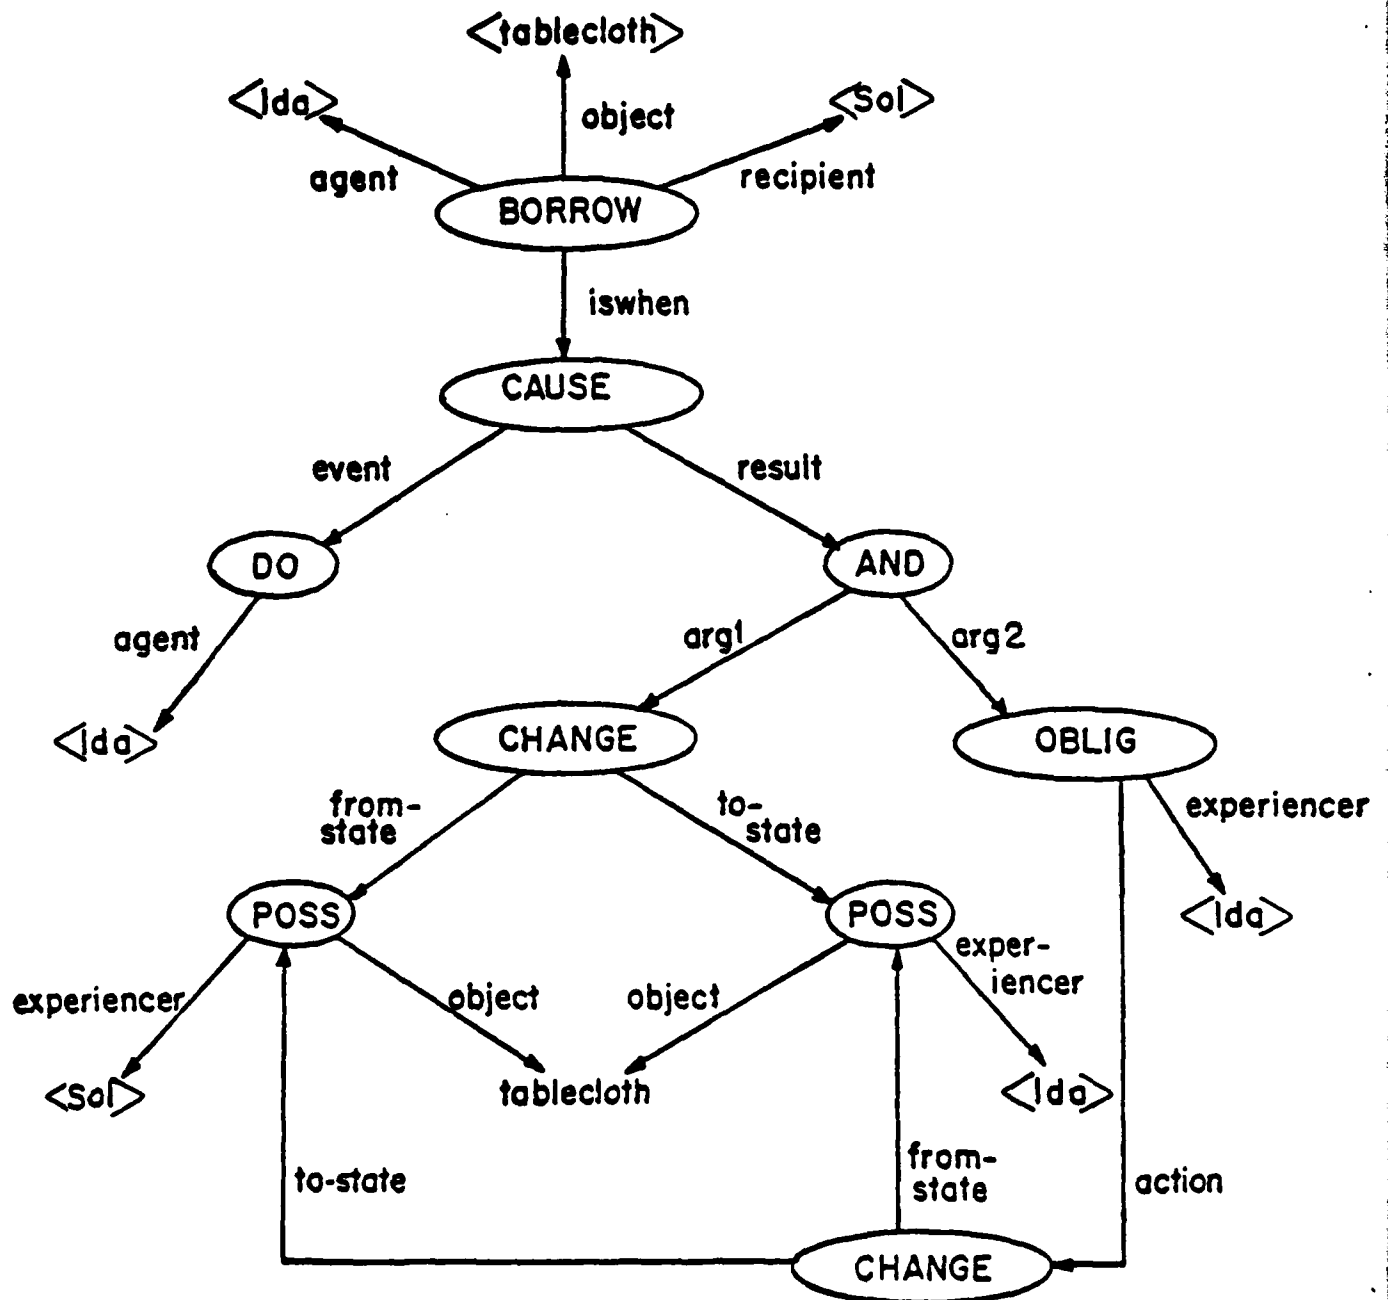 <tablecloth>
<Ida>
<Sol>
object
agent
recipient
BORROW
iswhen
CAUSE
event
result
DO
AND
agent
arg1
arg2
<Ida>
CHANGE
OBLIG
from-
state
to-
state
experiencer
POSS
POSS
<Ida>
exper-
iencer
experiencer
object
object
<Sol>
tablecloth
<Ida>
to-state
from-
state
action
CHANGE